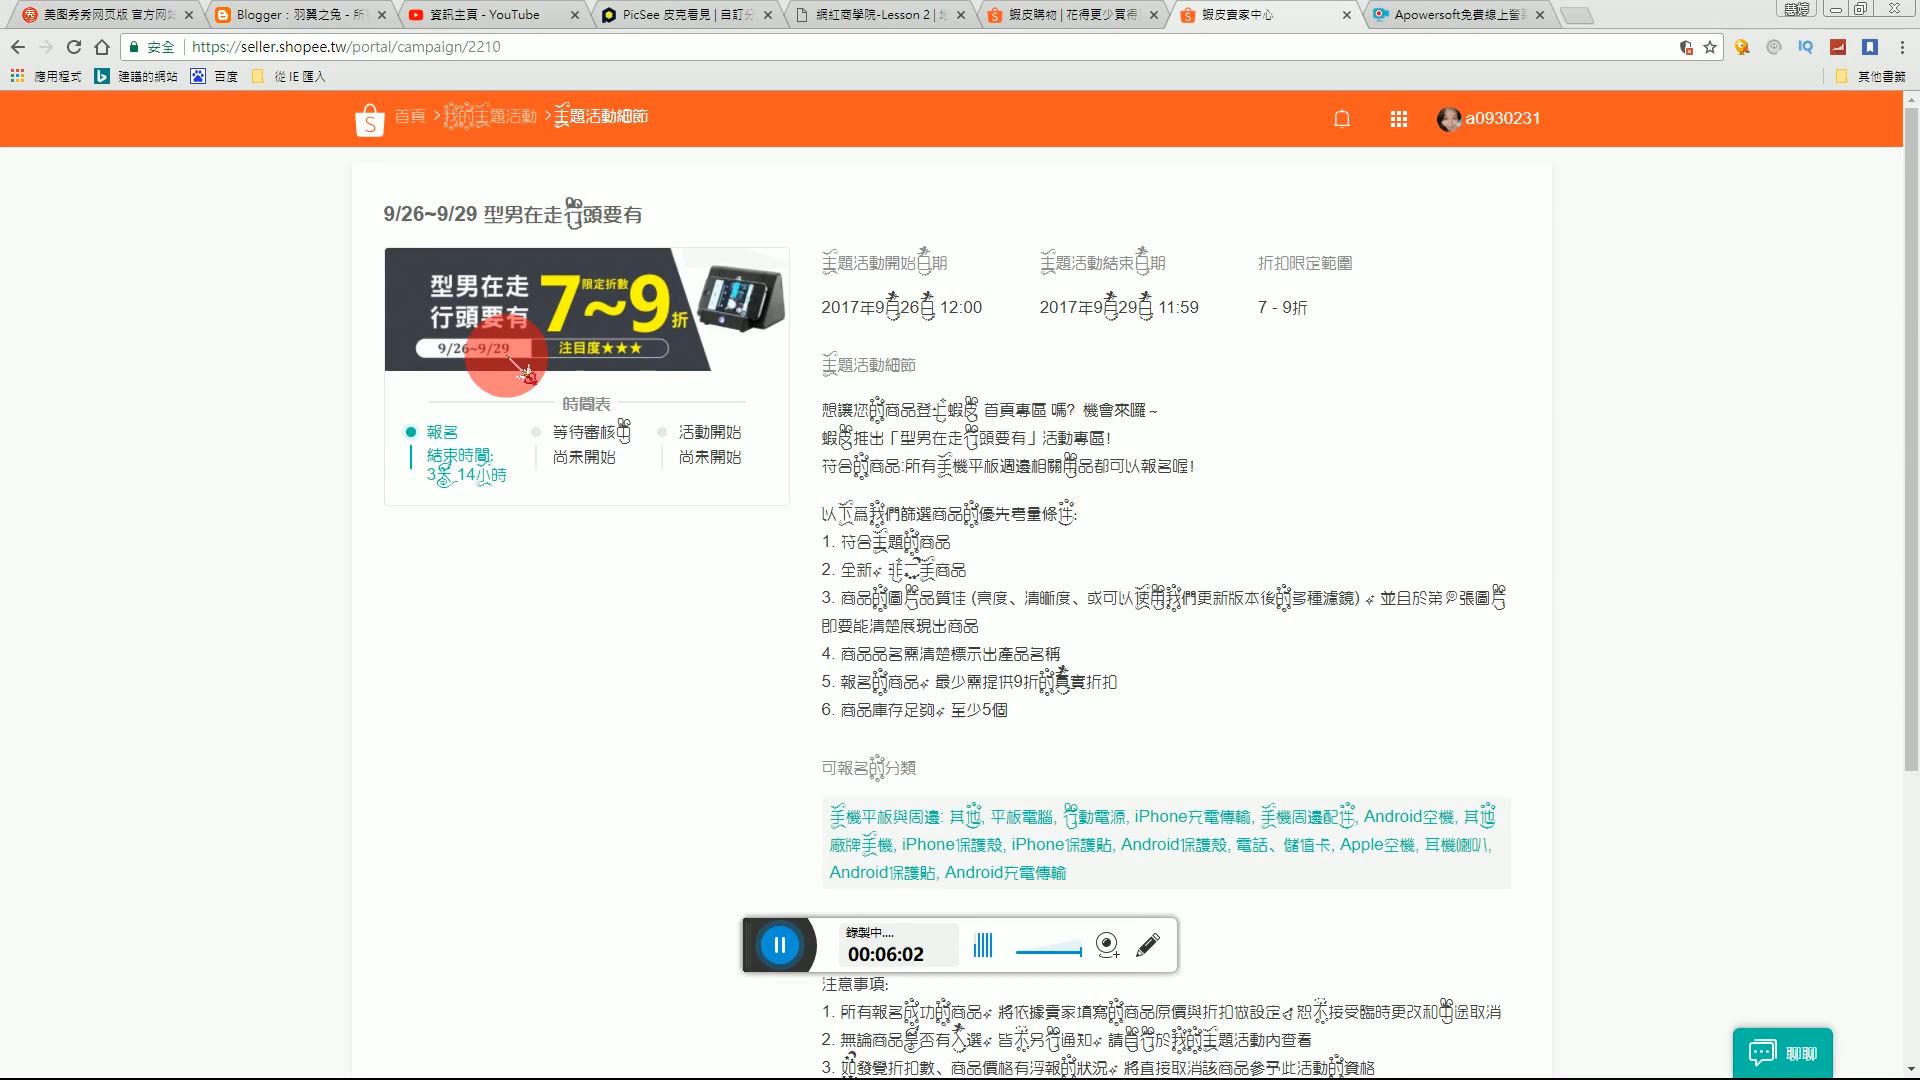 美图秀秀网页版 官方网站
Blogger：羽翼之兔 - 所
資訊主頁 - YouTube
PicSee 皮克看見 | 自訂分
網紅商學院-Lesson 2 |
蝦皮購物 | 花得更少買得
蝦皮賣家中心
Apowersoft免費線上螢
安全 https://seller.shopee.tw/portal/campaign/2210
應用程式 建議的網站 百度 從 IE 匯入 其他書籤
首頁 >我的主題活動 >主題活動細節
a0930231
9/26~9/29 型男在走行頭要有
型男在走
行頭要有
限定折數
7~9折
9/26~9/29 注目度★★★
時間表
報名 等待審核中 活動開始
結束時間: 尚未開始 尚未開始
3天 14小時
主題活動開始日期 主題活動結束日期 折扣限定範圍
2017年9月26日 12:00 2017年9月29日 11:59 7 - 9折
主題活動細節
想讓您的商品登上蝦皮 首頁專區 嗎? 機會來囉~
蝦皮推出「型男在走行頭要有」活動專區!
符合的商品:所有手機平板週邊相關用品都可以報名喔!
以下為我們篩選商品的優先考量條件:
1. 符合主題的商品
2. 全新，非二手商品
3. 商品的圖片品質佳 (亮度、清晰度、或可以使用我們更新版本後的多種濾鏡)，並且於第一張圖片
即要能清楚展現出商品
4. 商品品名需清楚標示出產品名稱
5. 報名的商品，最少需提供9折的真實折扣
6. 商品庫存足夠，至少5個
可報名的分類
手機平板與周邊: 其他, 平板電腦, 行動電源, iPhone充電傳輸, 手機周邊配件, Android空機, 其他
廠牌手機, iPhone保護殼, iPhone保護貼, Android保護殼, 電話、儲值卡, Apple空機, 耳機喇叭,
Android保護貼, Android充電傳輸
錄製中....
00:06:02
注意事項:
1. 所有報名成功的商品，將依據賣家填寫的商品原價與折扣做設定，恕不接受臨時更改和中途取消
2. 無論商品是否有入選，皆不另行通知，請自行於我的主題活動內查看
3. 如發覺折扣數、商品價格有浮報的狀況，將直接取消該商品參予此活動的資格
聊聊